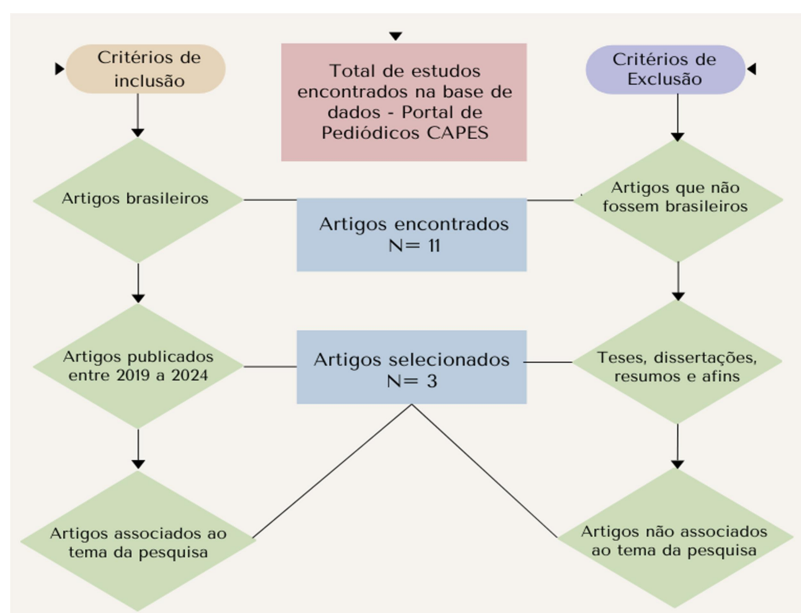 Critérios de
inclusão
Total de estudos
encontrados na base de
dados - Portal de
Pediódicos CAPES
Critérios de
Exclusão
Artigos brasileiros
Artigos encontrados
N= 11
Artigos que não
fossem brasileiros
Artigos publicados
entre 2019 a 2024
Artigos selecionados
N= 3
Teses, dissertações,
resumos e afins
Artigos associados ao
tema da pesquisa
Artigos não associados
ao tema da pesquisa